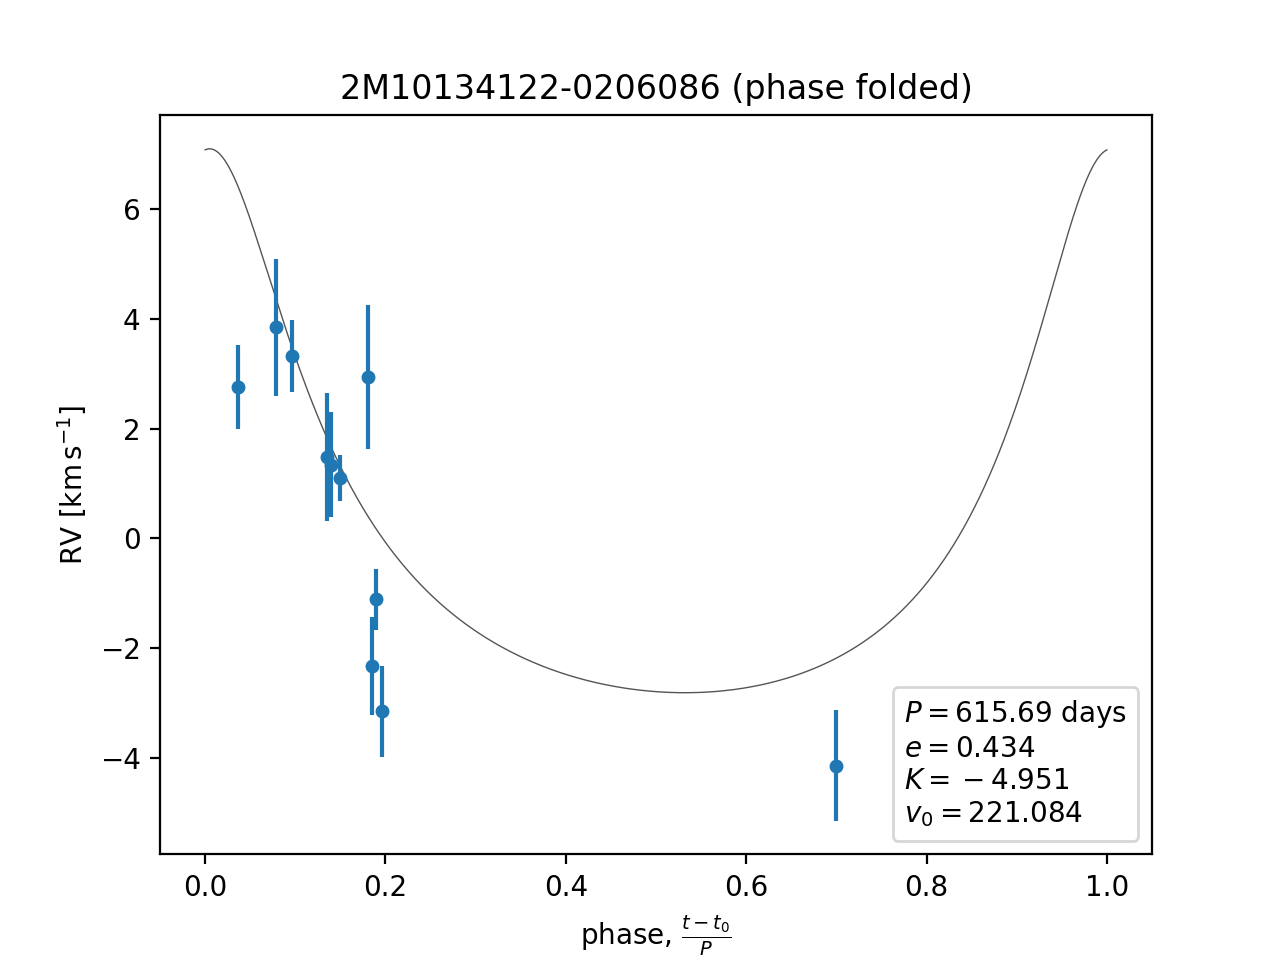 2M10134122-0206086 (phase folded)
RV [km s⁻¹]
6
4
2
0
−2
−4
P = 615.69 days
e = 0.434
K = −4.951
v₀ = 221.084
0.0 0.2 0.4 0.6 0.8 1.0
phase, (t − t₀)/P